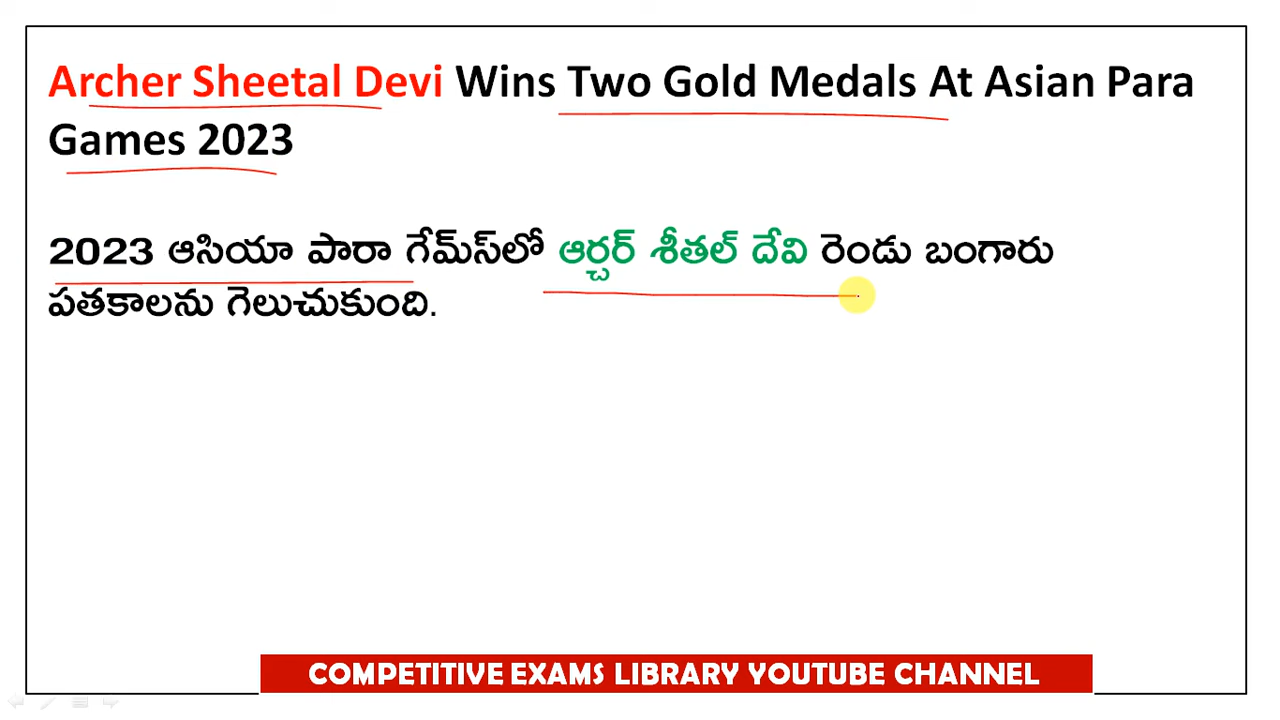 Archer Sheetal Devi Wins Two Gold Medals At Asian Para
Games 2023
2023 ఆసియా పారా గేమ్స్‌లో ఆర్చర్ శీతల్ దేవి రెండు బంగారు
పతకాలను గెలుచుకుంది.
COMPETITIVE EXAMS LIBRARY YOUTUBE CHANNEL